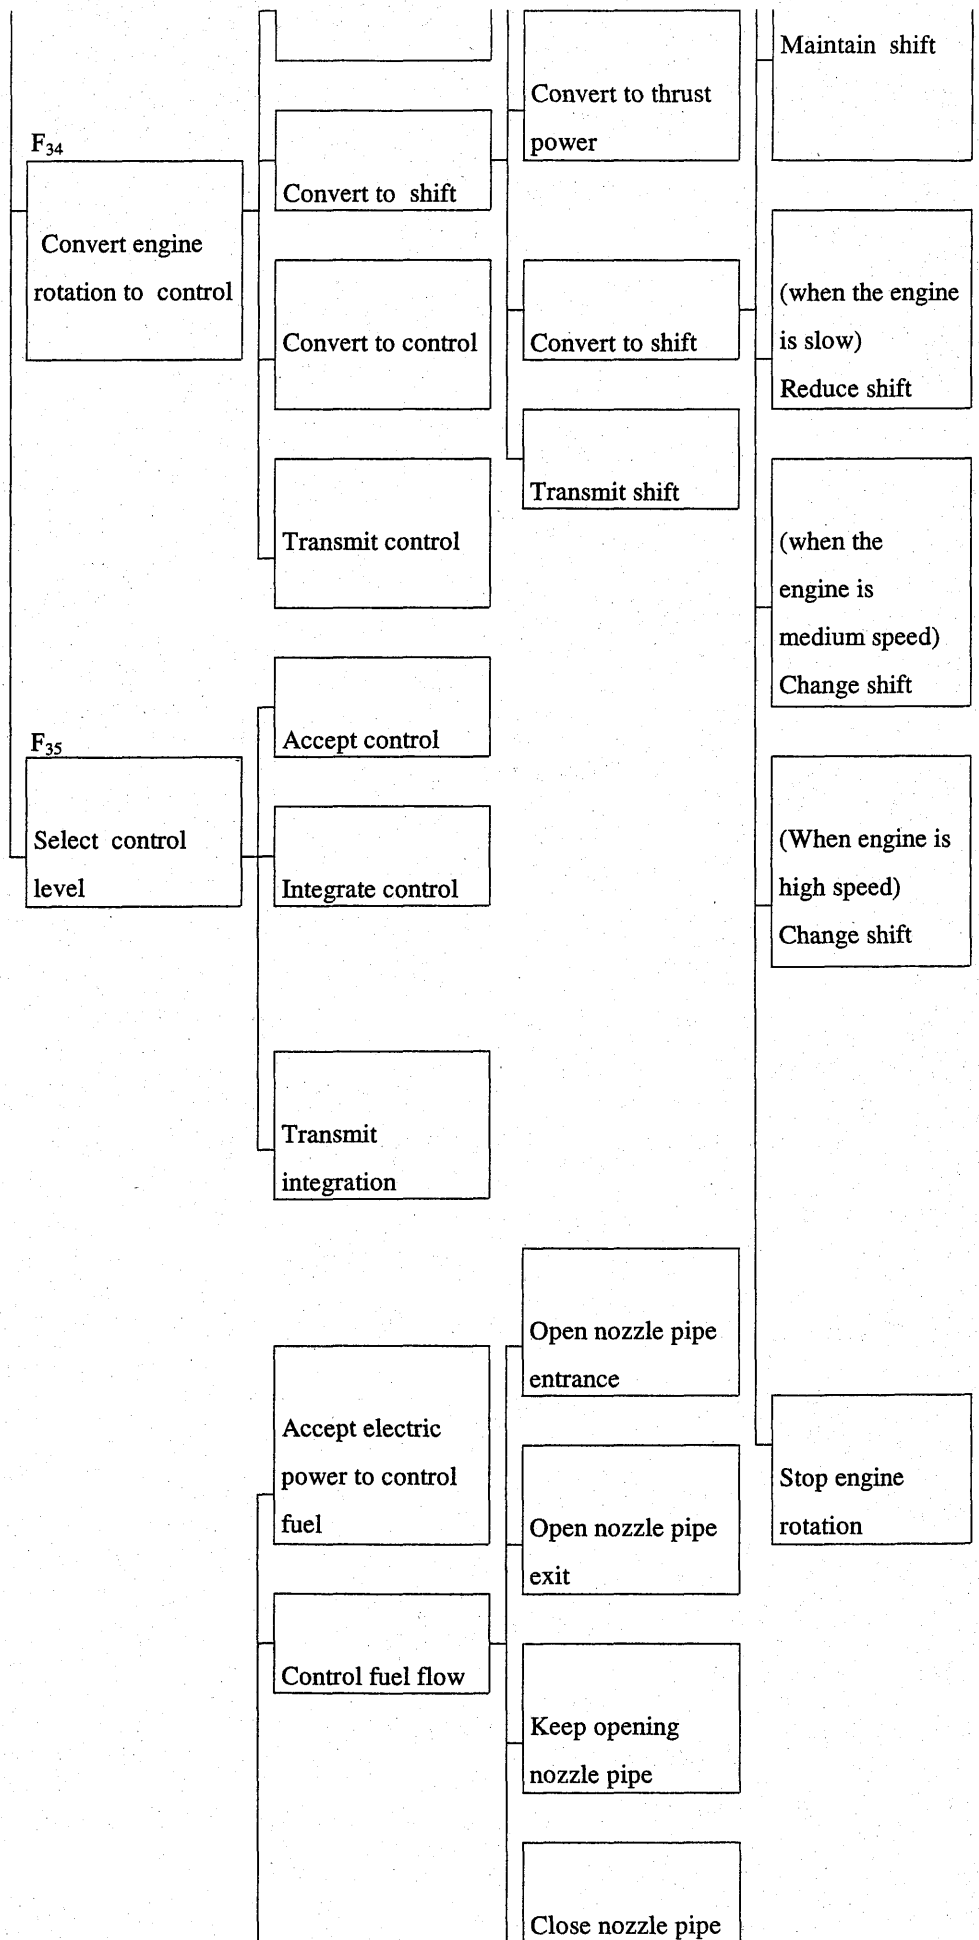 F34
Convert engine
rotation to control
F35
Select control
level
Convert to shift
Convert to control
Transmit control
Accept control
Integrate control
Transmit
integration
Accept electric
power to control
fuel
Control fuel flow
Convert to thrust
power
Convert to shift
Transmit shift
Open nozzle pipe
entrance
Open nozzle pipe
exit
Keep opening
nozzle pipe
Close nozzle pipe
Maintain shift
(when the engine
is slow)
Reduce shift
(when the
engine is
medium speed)
Change shift
(When engine is
high speed)
Change shift
Stop engine
rotation